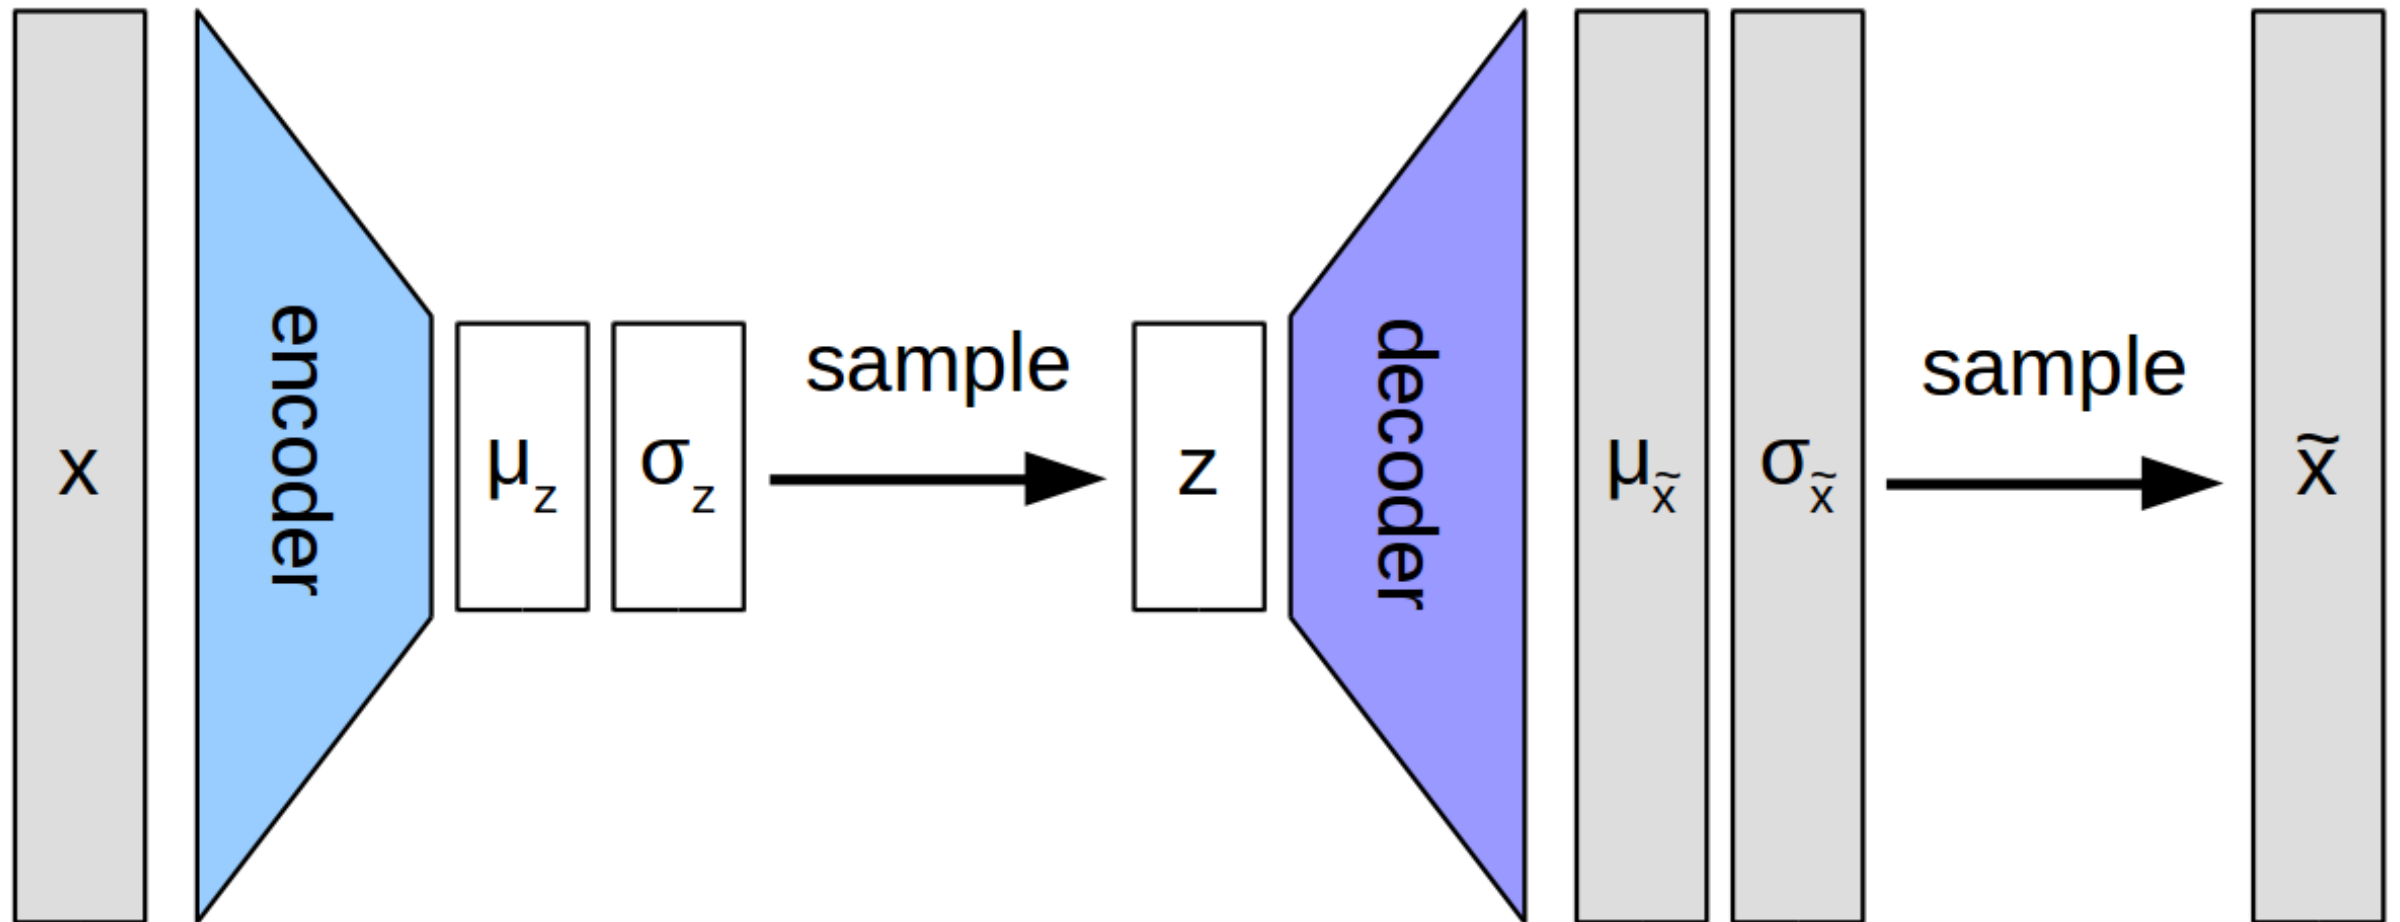 x
encoder
μz
σz
sample
z
decoder
μx̃
σx̃
sample
x̃